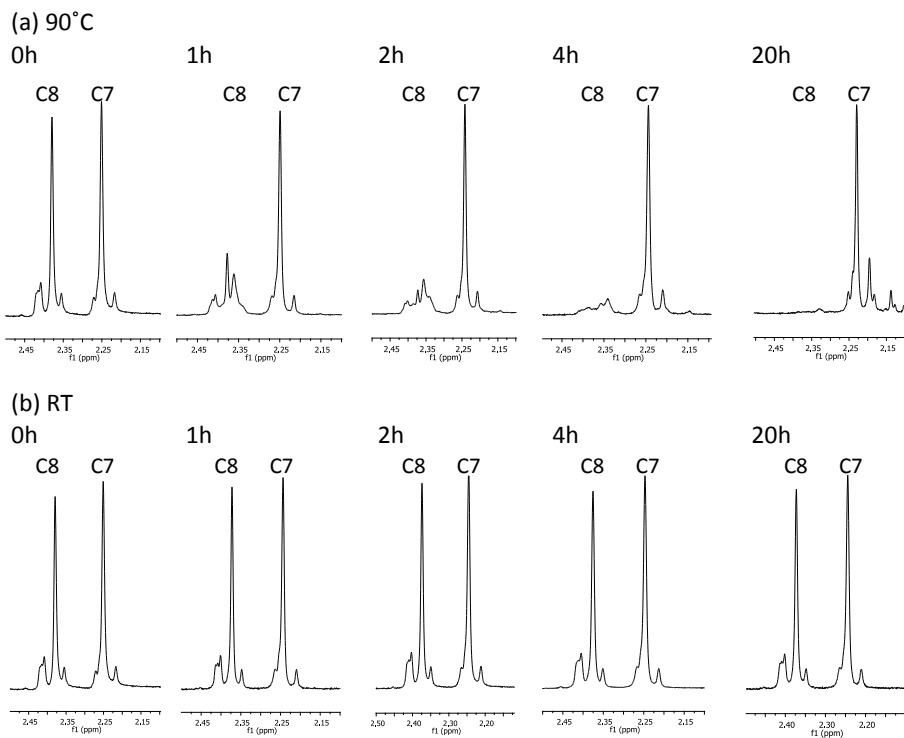 (a) 90˚C
0h 1h 2h 4h 20h
C8 C7 C8 C7 C8 C7 C8 C7 C8 C7
2,45 2,35 2,25 2,45 2,35 2,25 2,15 2,45 2,35 2,25 2,15 2,45 2,35 2,25 2,15 2,45 2,35 2,25 2,15
f1 (ppm) f1 (ppm) f1 (ppm) f1 (ppm) f1 (ppm)
(b) RT
0h 1h 2h 4h 20h
C8 C7 C8 C7 C8 C7 C8 C7 C8 C7
2,45 2,35 2,25 2,45 2,35 2,25 2,15 2,50 2,40 2,30 2,20 2,45 2,35 2,25 2,15 2,40 2,30 2,20
f1 (ppm) f1 (ppm) f1 (ppm) f1 (ppm) f1 (ppm)